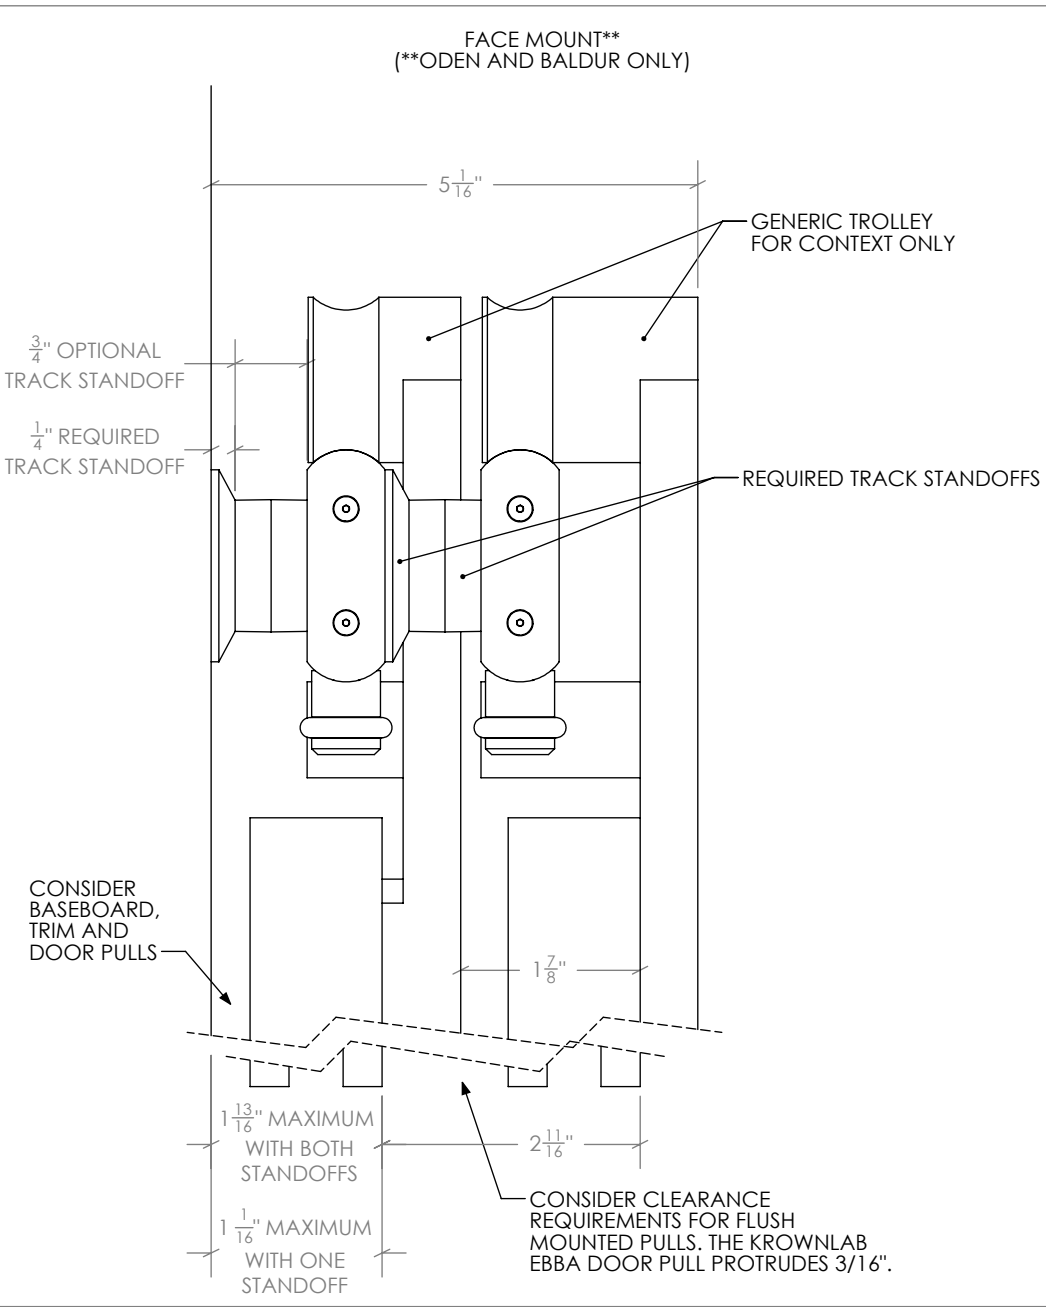 FACE MOUNT**
(**ODEN AND BALDUR ONLY)
5 1/16"
GENERIC TROLLEY
FOR CONTEXT ONLY
3/4" OPTIONAL
TRACK STANDOFF
1/4" REQUIRED
TRACK STANDOFF
REQUIRED TRACK STANDOFFS
CONSIDER
BASEBOARD,
TRIM AND
DOOR PULLS
1 7/8"
1 13/16" MAXIMUM
WITH BOTH
STANDOFFS
2 11/16"
1 1/16" MAXIMUM
WITH ONE
STANDOFF
CONSIDER CLEARANCE
REQUIREMENTS FOR FLUSH
MOUNTED PULLS. THE KROWNLAB
EBBA DOOR PULL PROTRUDES 3/16".